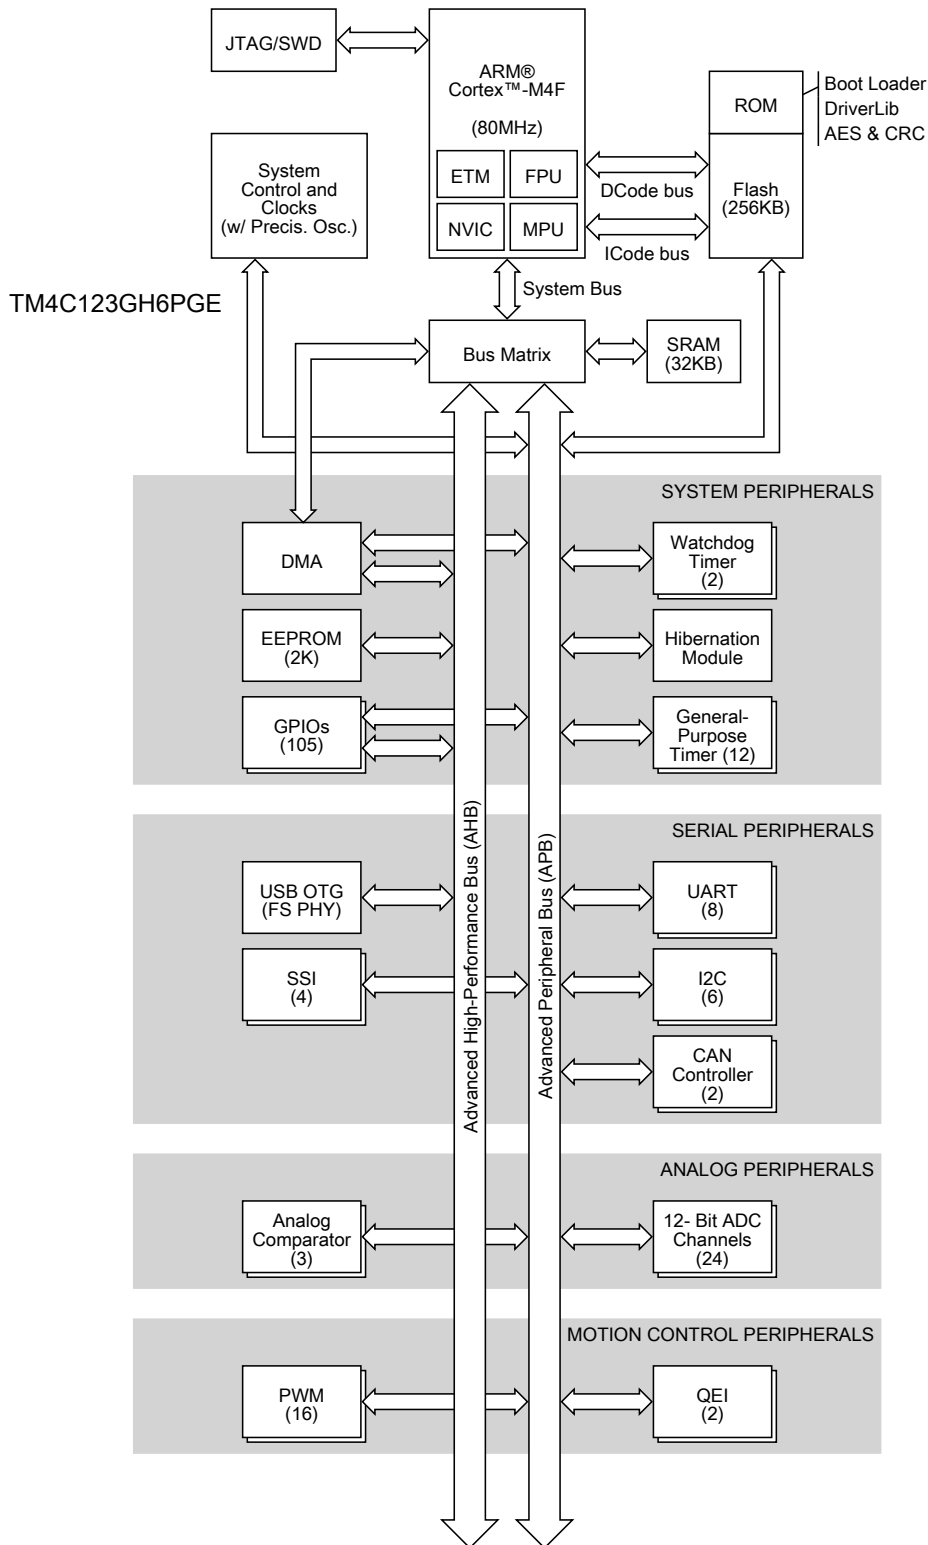 JTAG/SWD
ARM®
Cortex™-M4F
(80MHz)
ETM
FPU
NVIC
MPU
ROM
Boot Loader
DriverLib
AES & CRC
Flash
(256KB)
DCode bus
ICode bus
System
Control and
Clocks
(w/ Precis. Osc.)
TM4C123GH6PGE
System Bus
Bus Matrix
SRAM
(32KB)
SYSTEM PERIPHERALS
DMA
Watchdog
Timer
(2)
EEPROM
(2K)
Hibernation
Module
GPIOs
(105)
General-
Purpose
Timer (12)
Advanced High-Performance Bus (AHB)
Advanced Peripheral Bus (APB)
SERIAL PERIPHERALS
USB OTG
(FS PHY)
UART
(8)
SSI
(4)
I2C
(6)
CAN
Controller
(2)
ANALOG PERIPHERALS
Analog
Comparator
(3)
12- Bit ADC
Channels
(24)
MOTION CONTROL PERIPHERALS
PWM
(16)
QEI
(2)